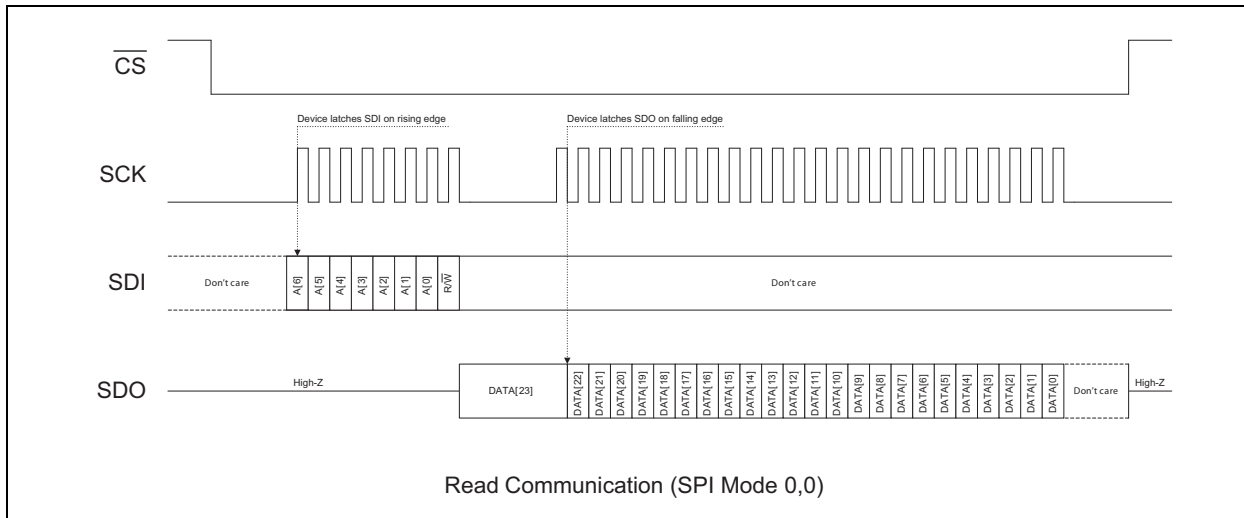 CS
Device latches SDI on rising edge
Device latches SDO on falling edge
SCK
SDI
Don't care
A[6]
A[5]
A[4]
A[3]
A[2]
A[1]
A[0]
R/W
Don't care
SDO
High-Z
DATA[23]
DATA[22]
DATA[21]
DATA[20]
DATA[19]
DATA[18]
DATA[17]
DATA[16]
DATA[15]
DATA[14]
DATA[13]
DATA[12]
DATA[11]
DATA[10]
DATA[9]
DATA[8]
DATA[7]
DATA[6]
DATA[5]
DATA[4]
DATA[3]
DATA[2]
DATA[1]
DATA[0]
Don't care
High-Z
Read Communication (SPI Mode 0,0)